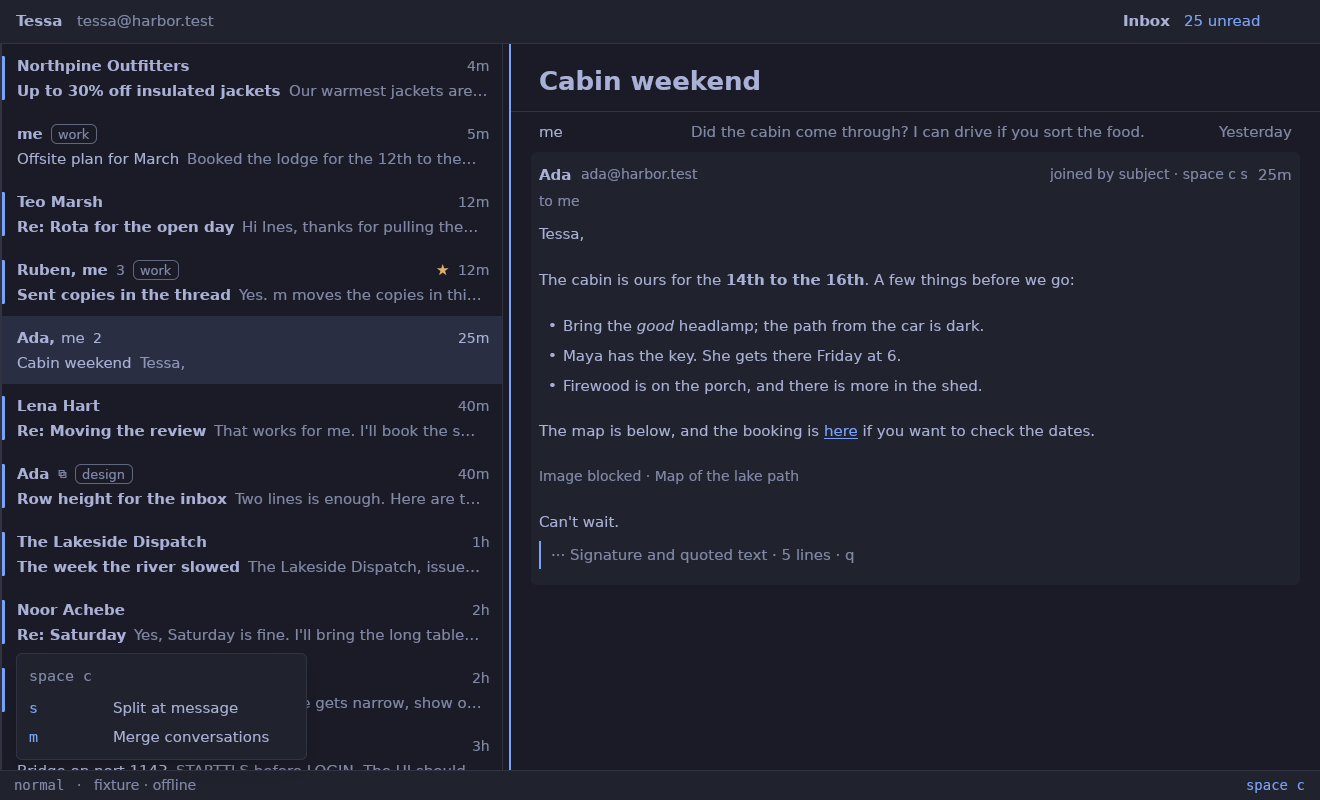 Tessa tessa@harbor.test Inbox 25 unread
Northpine Outfitters 4m
Up to 30% off insulated jackets Our warmest jackets are…
me work 5m
Offsite plan for March Booked the lodge for the 12th to the…
Teo Marsh 12m
Re: Rota for the open day Hi Ines, thanks for pulling the…
Ruben, me 3 work ★ 12m
Sent copies in the thread Yes. m moves the copies in thi…
Ada, me 2 25m
Cabin weekend Tessa,
Lena Hart 40m
Re: Moving the review That works for me. I'll book the s…
Ada design 40m
Row height for the inbox Two lines is enough. Here are t…
The Lakeside Dispatch 1h
The week the river slowed The Lakeside Dispatch, issue…
Noor Achebe 2h
Re: Saturday Yes, Saturday is fine. I'll bring the long table…
2h
gets narrow, show o…
3h
Bridge on port 1143 STARTTLS before LOGIN. The UI should
space c
s Split at message
m Merge conversations
Cabin weekend
me Did the cabin come through? I can drive if you sort the food. Yesterday
Ada ada@harbor.test joined by subject · space c s 25m
to me
Tessa,
The cabin is ours for the 14th to the 16th. A few things before we go:
• Bring the good headlamp; the path from the car is dark.
• Maya has the key. She gets there Friday at 6.
• Firewood is on the porch, and there is more in the shed.
The map is below, and the booking is here if you want to check the dates.
Image blocked · Map of the lake path
Can't wait.
··· Signature and quoted text · 5 lines · q
normal · fixture · offline space c